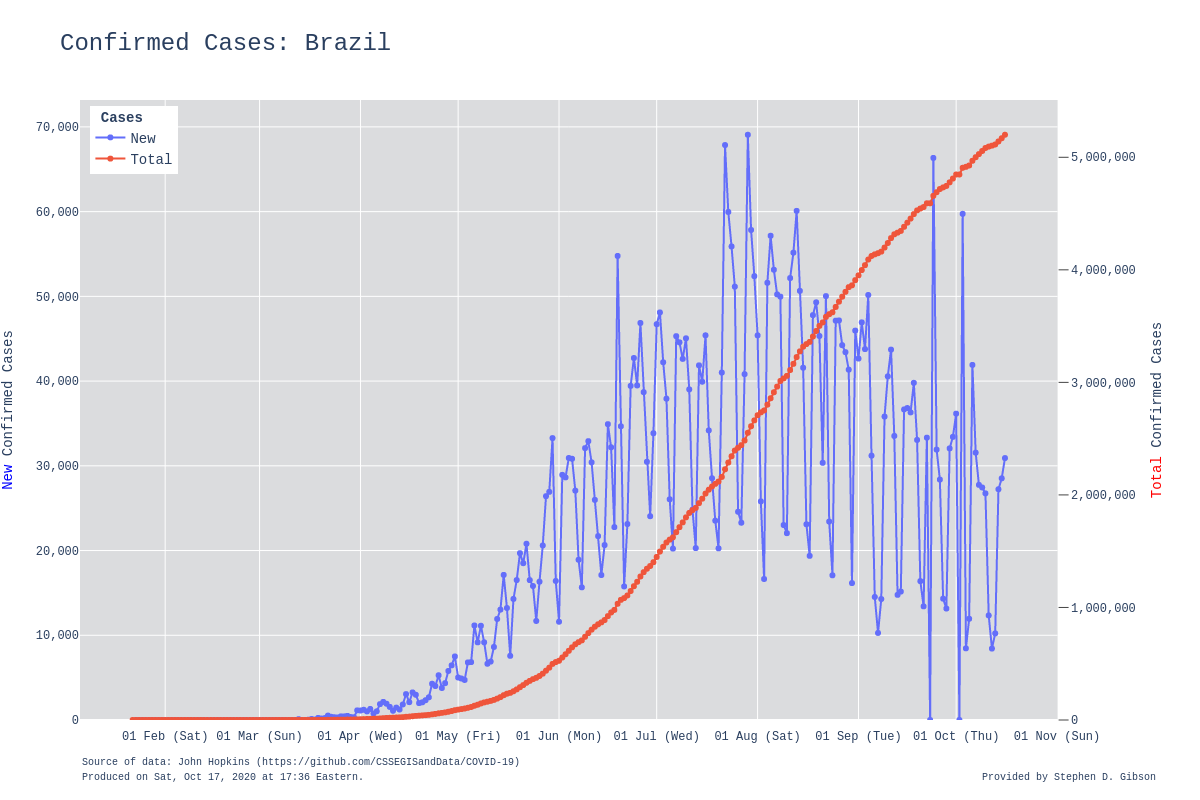 Confirmed Cases: Brazil
Cases
New
Total
70,000
60,000
50,000
40,000
30,000
20,000
10,000
0
5,000,000
4,000,000
3,000,000
2,000,000
1,000,000
0
New Confirmed Cases
Total Confirmed Cases
01 Feb (Sat) 01 Mar (Sun) 01 Apr (Wed) 01 May (Fri) 01 Jun (Mon) 01 Jul (Wed) 01 Aug (Sat) 01 Sep (Tue) 01 Oct (Thu) 01 Nov (Sun)
Source of data: John Hopkins (https://github.com/CSSEGISandData/COVID-19)
Produced on Sat, Oct 17, 2020 at 17:36 Eastern.
Provided by Stephen D. Gibson